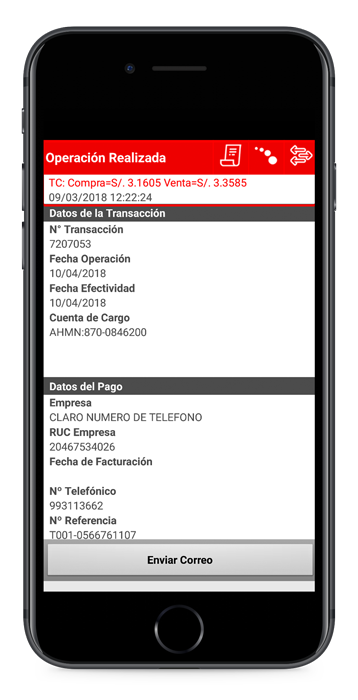 Operación Realizada
TC: Compra=S/. 3.1605 Venta=S/. 3.3585
09/03/2018 12:22:24
Datos de la Transacción
N° Transacción
7207053
Fecha Operación
10/04/2018
Fecha Efectividad
10/04/2018
Cuenta de Cargo
AHMN:870-0846200
Datos del Pago
Empresa
CLARO NUMERO DE TELEFONO
RUC Empresa
20467534026
Fecha de Facturación
Nº Telefónico
993113662
Nº Referencia
T001-0566761107
Enviar Correo